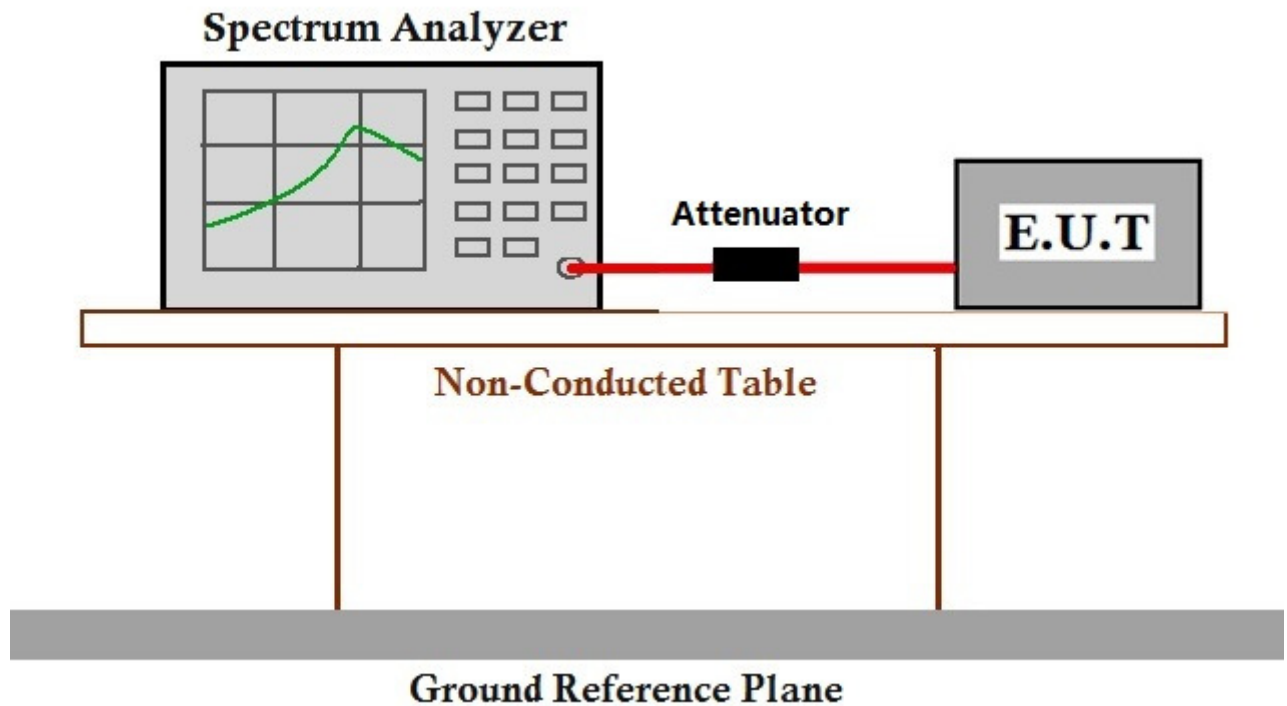 Spectrum Analyzer
Attenuator
E.U.T
Non-Conducted Table
Ground Reference Plane